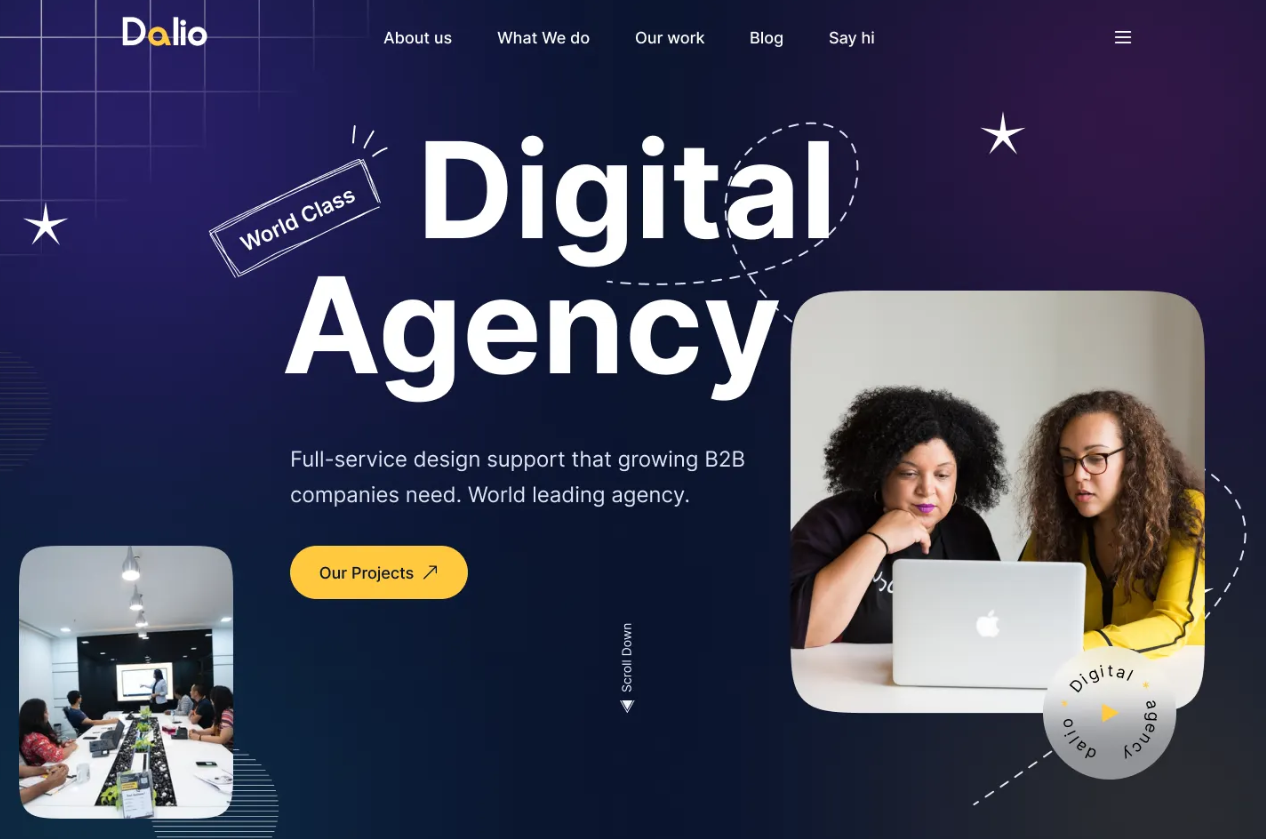 Dalio
About us
What We do
Our work
Blog
Say hi
World Class
Digital
Agency
Full-service design support that growing B2B
companies need. World leading agency.
Our Projects
Scroll Down
Digital agency dalio